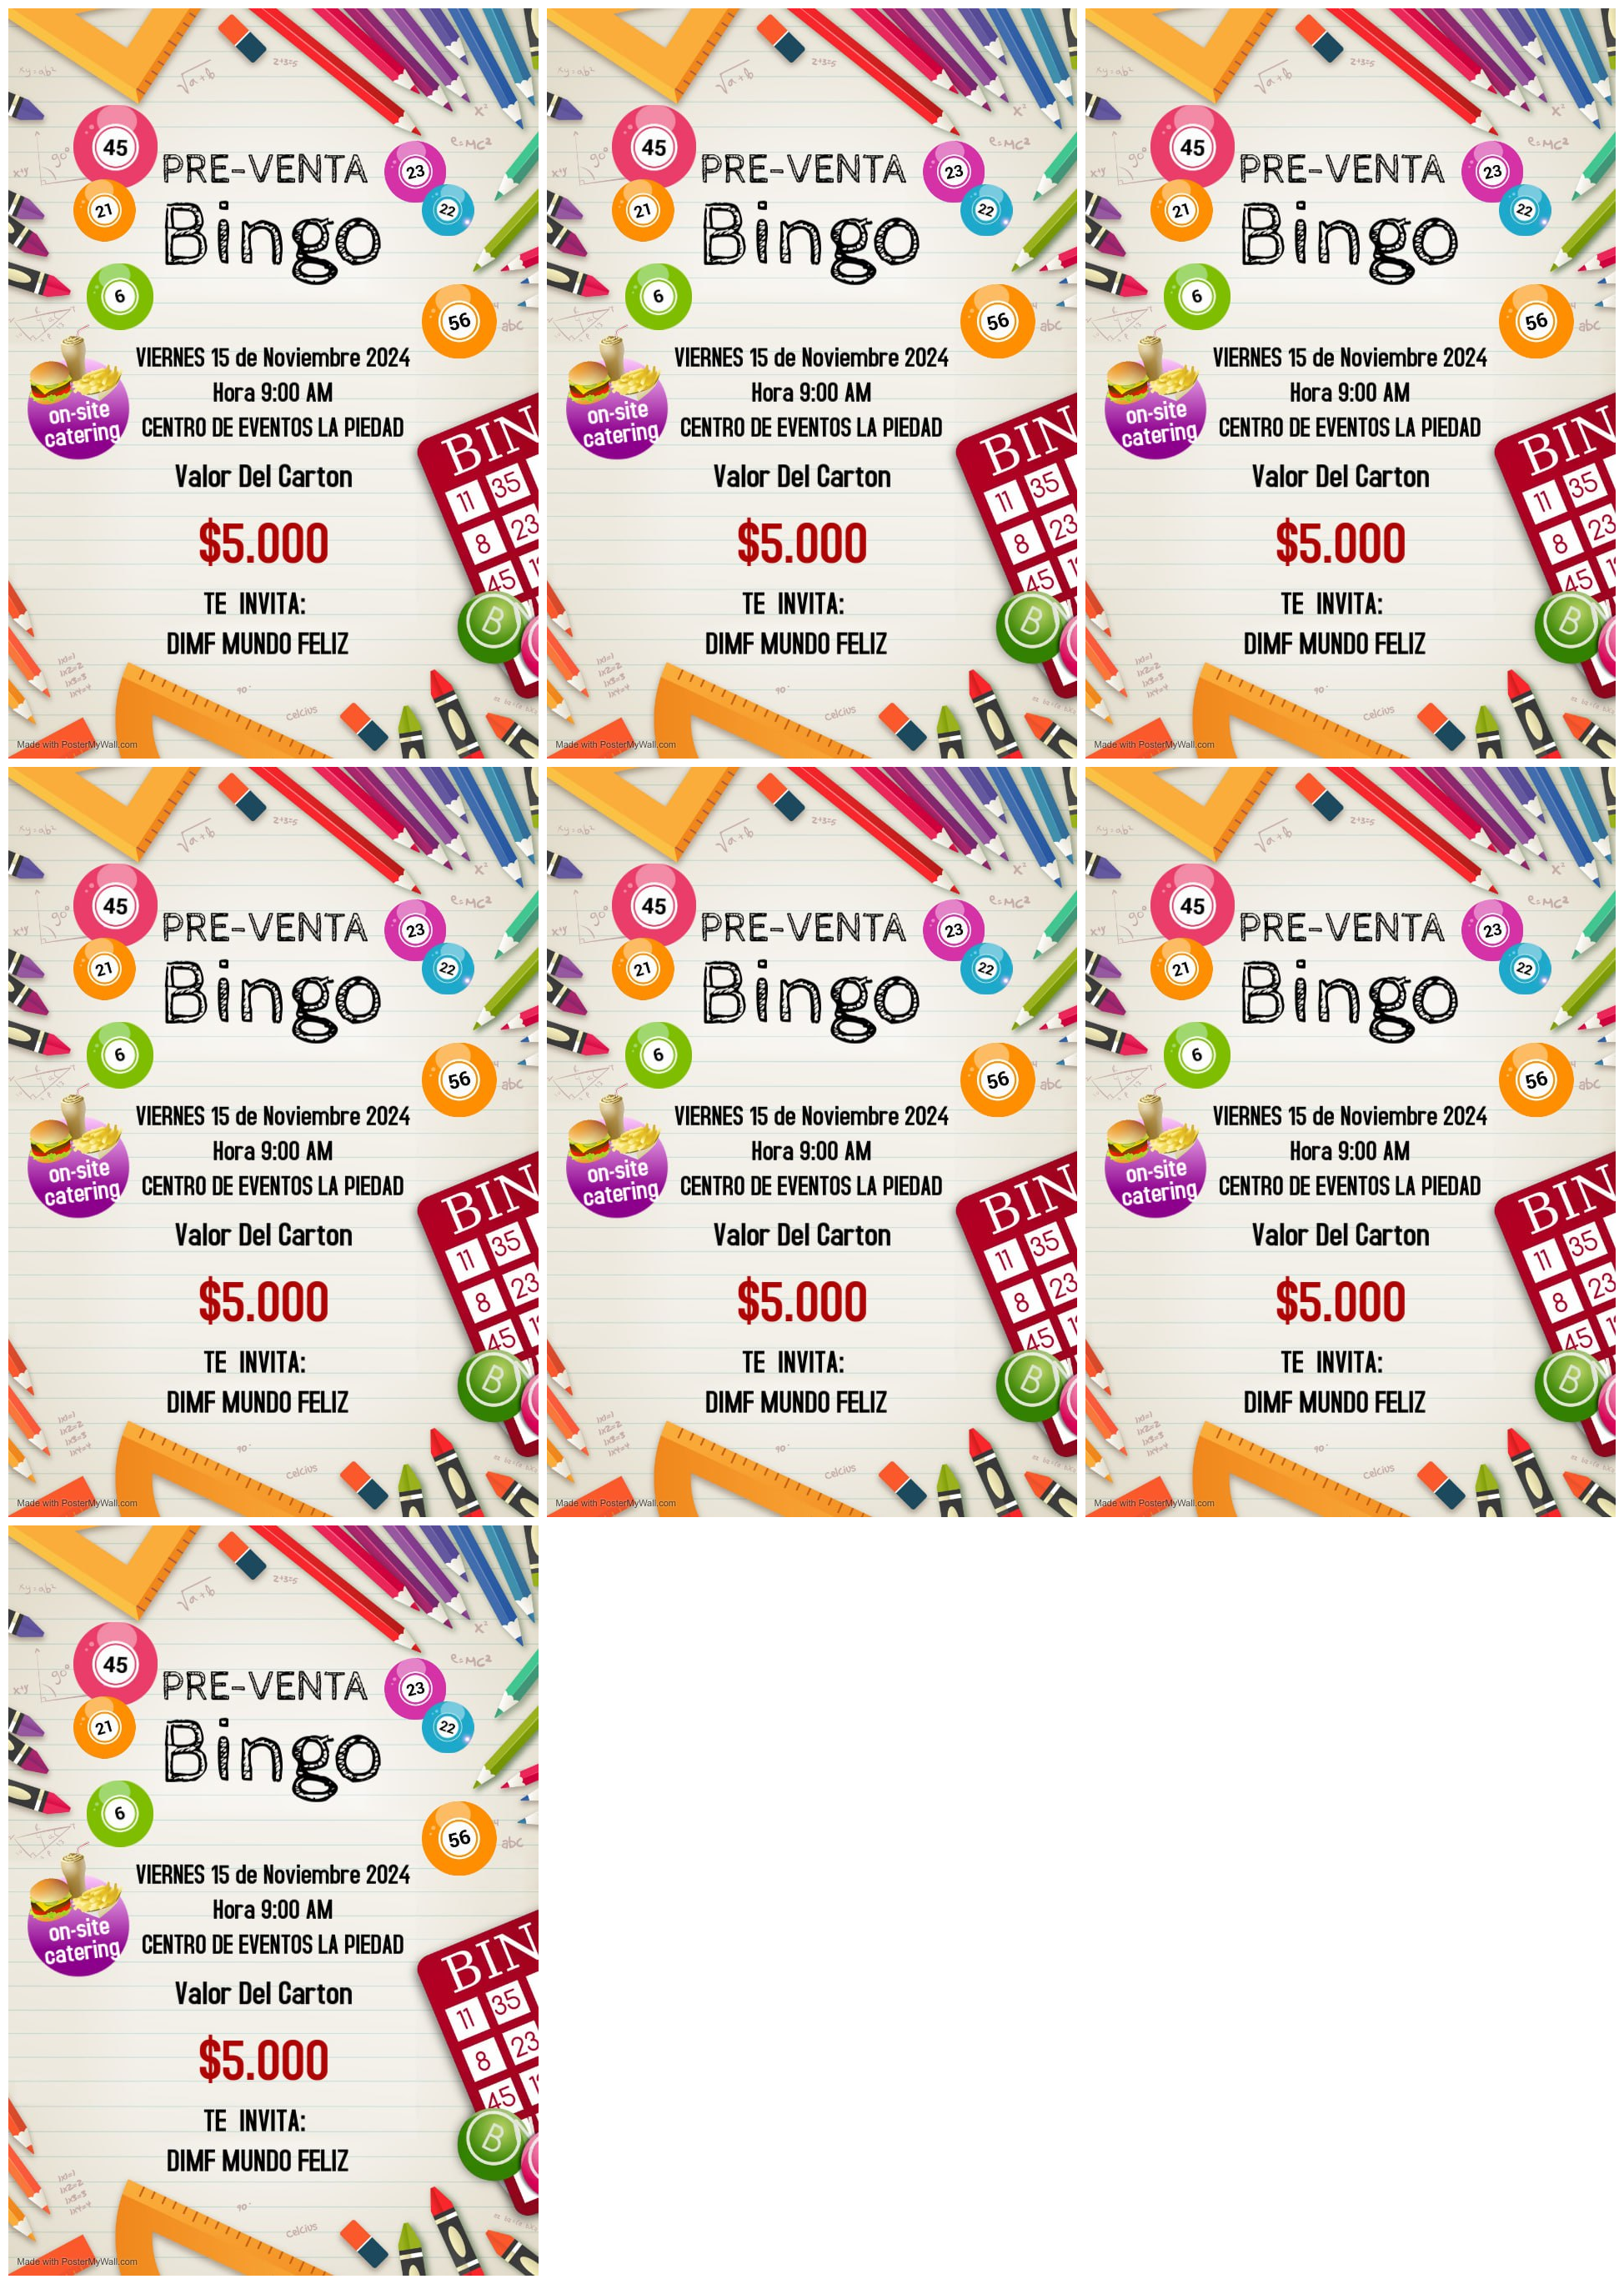 PRE-VENTA
Bingo
45
21
23
22
6
56
VIERNES 15 de Noviembre 2024
Hora 9:00 AM
CENTRO DE EVENTOS LA PIEDAD
on-site
catering
Valor Del Carton
$5.000
TE INVITA:
DIMF MUNDO FELIZ
BIN
11 35
8 23
45
B
Made with PosterMyWall.com
PRE-VENTA
Bingo
45
21
23
22
6
56
VIERNES 15 de Noviembre 2024
Hora 9:00 AM
CENTRO DE EVENTOS LA PIEDAD
on-site
catering
Valor Del Carton
$5.000
TE INVITA:
DIMF MUNDO FELIZ
BIN
11 35
8 23
45
B
Made with PosterMyWall.com
PRE-VENTA
Bingo
45
21
23
22
6
56
VIERNES 15 de Noviembre 2024
Hora 9:00 AM
CENTRO DE EVENTOS LA PIEDAD
on-site
catering
Valor Del Carton
$5.000
TE INVITA:
DIMF MUNDO FELIZ
BIN
11 35
8 23
45
B
Made with PosterMyWall.com
PRE-VENTA
Bingo
45
21
23
22
6
56
VIERNES 15 de Noviembre 2024
Hora 9:00 AM
CENTRO DE EVENTOS LA PIEDAD
on-site
catering
Valor Del Carton
$5.000
TE INVITA:
DIMF MUNDO FELIZ
BIN
11 35
8 23
45
B
Made with PosterMyWall.com
PRE-VENTA
Bingo
45
21
23
22
6
56
VIERNES 15 de Noviembre 2024
Hora 9:00 AM
CENTRO DE EVENTOS LA PIEDAD
on-site
catering
Valor Del Carton
$5.000
TE INVITA:
DIMF MUNDO FELIZ
BIN
11 35
8 23
45
B
Made with PosterMyWall.com
PRE-VENTA
Bingo
45
21
23
22
6
56
VIERNES 15 de Noviembre 2024
Hora 9:00 AM
CENTRO DE EVENTOS LA PIEDAD
on-site
catering
Valor Del Carton
$5.000
TE INVITA:
DIMF MUNDO FELIZ
BIN
11 35
8 23
45
B
Made with PosterMyWall.com
PRE-VENTA
Bingo
45
21
23
22
6
56
VIERNES 15 de Noviembre 2024
Hora 9:00 AM
CENTRO DE EVENTOS LA PIEDAD
on-site
catering
Valor Del Carton
$5.000
TE INVITA:
DIMF MUNDO FELIZ
BIN
11 35
8 23
45
B
Made with PosterMyWall.com